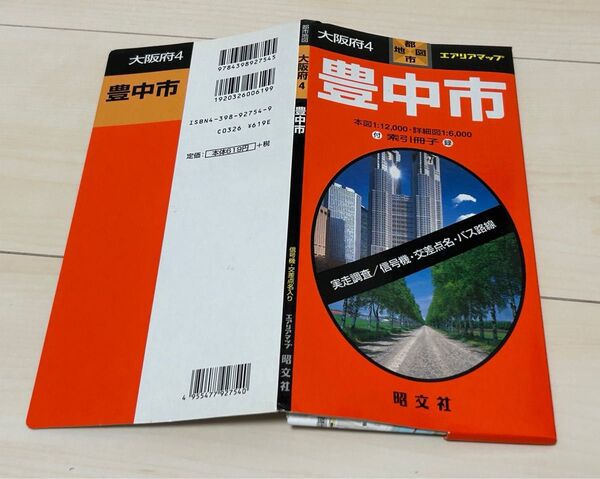 大阪府4
豊中市
9784398927545
1920326006199
ISBN4-398-92754-9
C0326 ¥619E
定価: 本体619円 +税
4 955477 927540
都市地図
大阪府4
豊中市
信号機・交差点名入り
エアリアマップ
昭文社
大阪府4
都市地図
エアリアマップ
豊中市
本図1:12,000・詳細図1:6,000
付 索引冊子 録
実走調査/信号機・交差点名・バス路線
昭文社